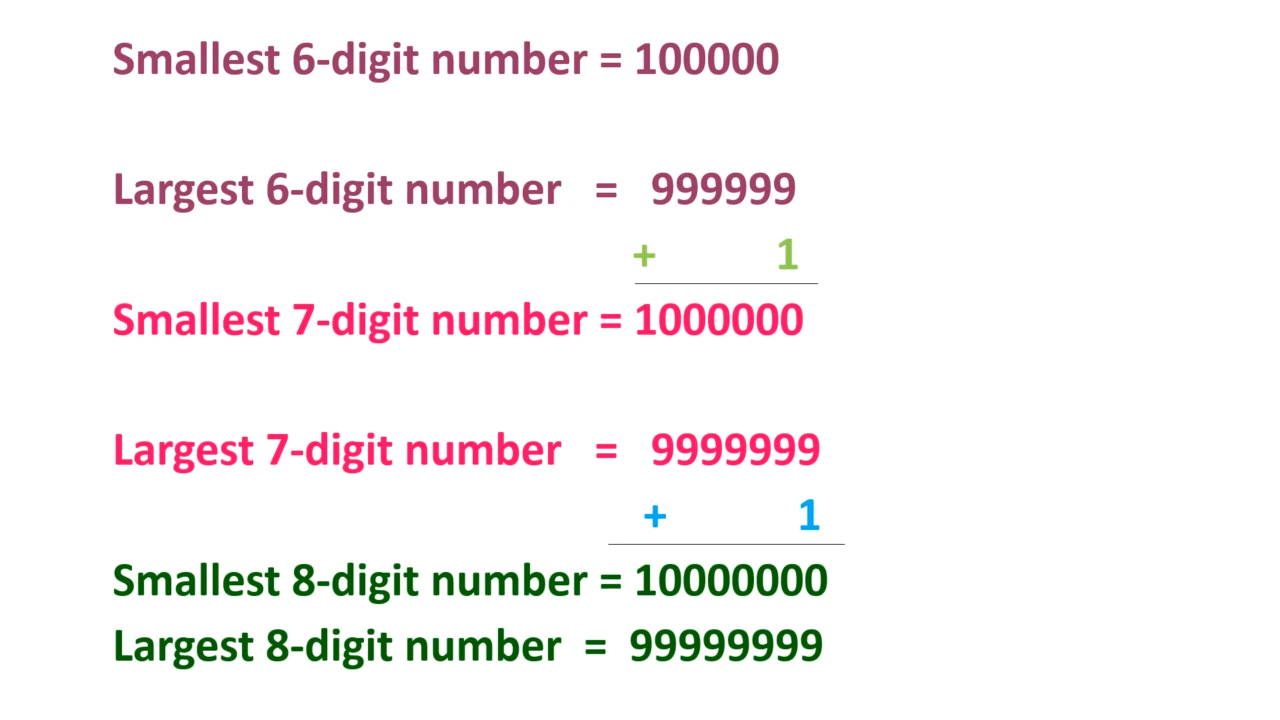 Smallest 6-digit number = 100000
Largest 6-digit number = 999999
+ 1
Smallest 7-digit number = 1000000
Largest 7-digit number = 9999999
+ 1
Smallest 8-digit number = 10000000
Largest 8-digit number = 99999999